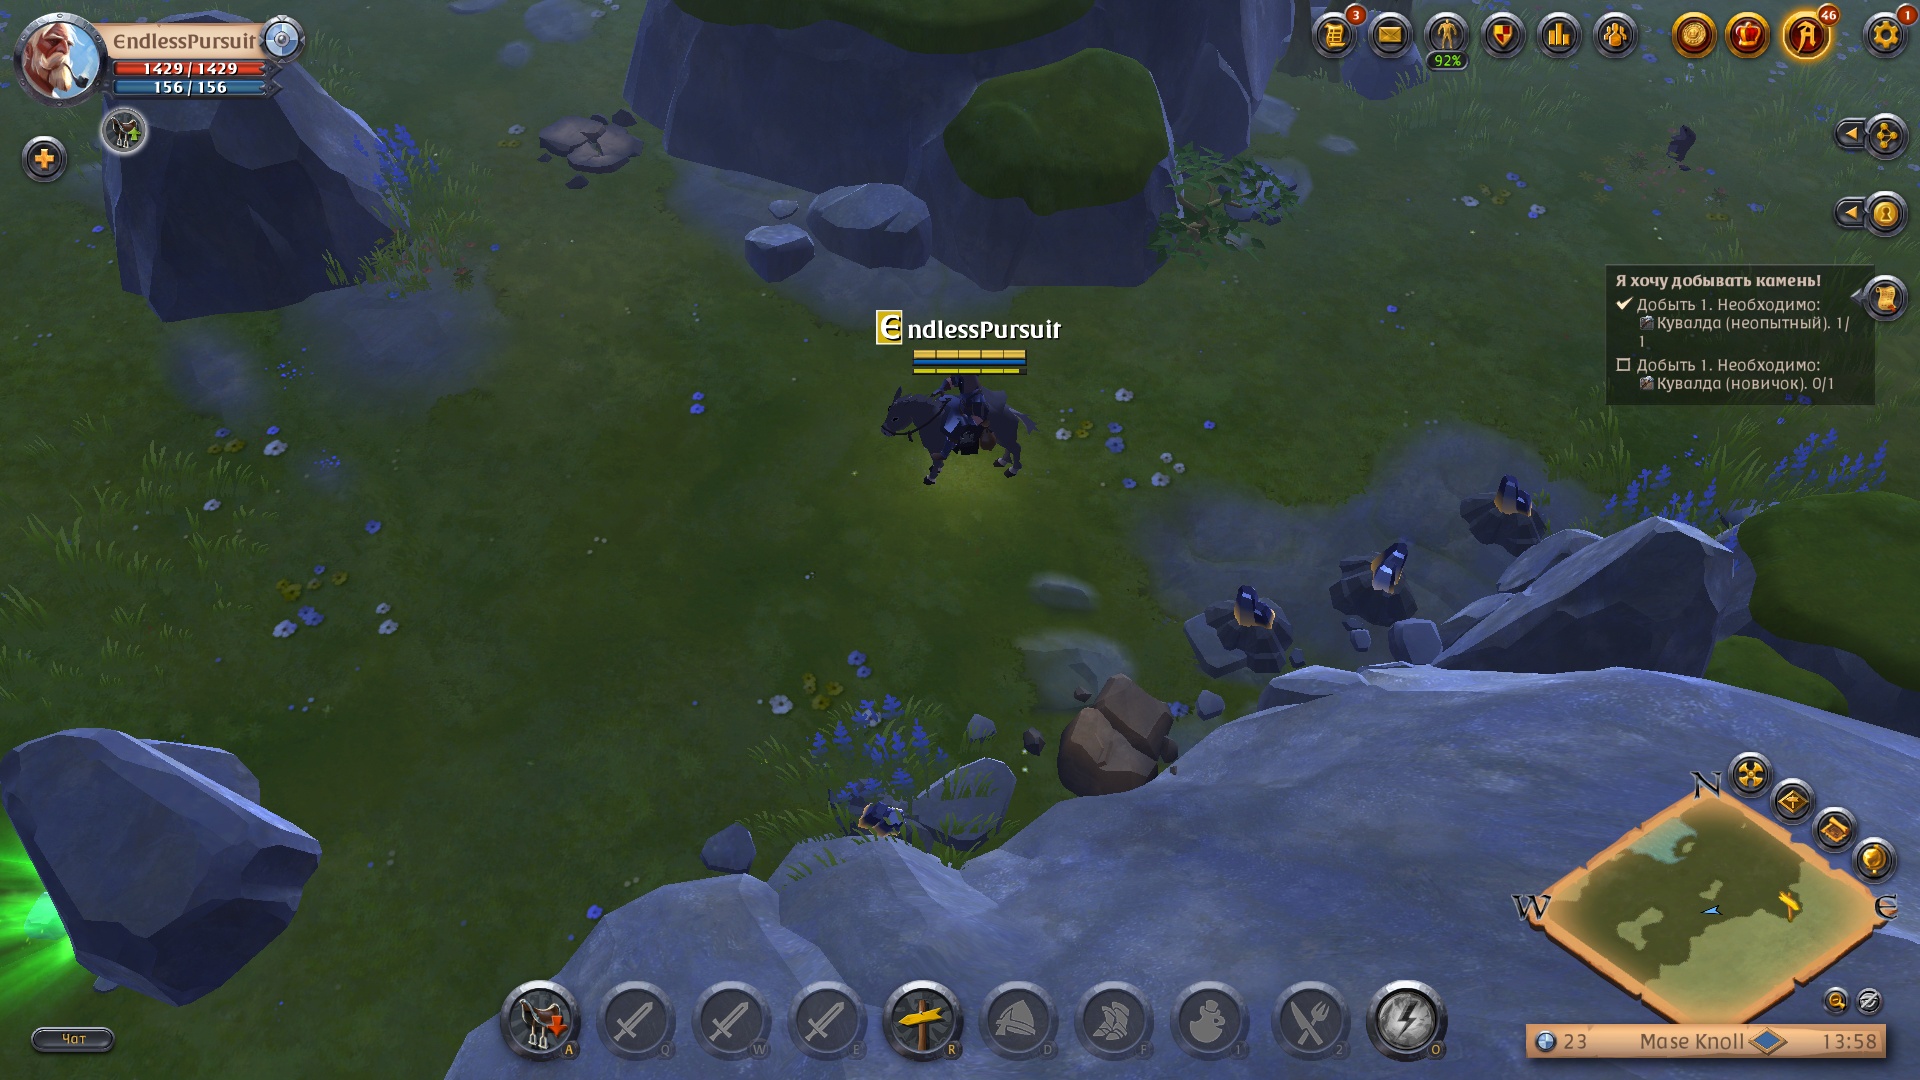 EndlessPursuit
1429 / 1429
156 / 156
3
92%
46
1
Я хочу добывать камень!
Добыть 1. Необходимо:
Кувалда (неопытный). 1/
1
Добыть 1. Необходимо:
Кувалда (новичок). 0/1
EndlessPursuit
N
W
E
Чат
A
Q
W
E
R
D
F
1
2
O
23
Mase Knoll
13:58